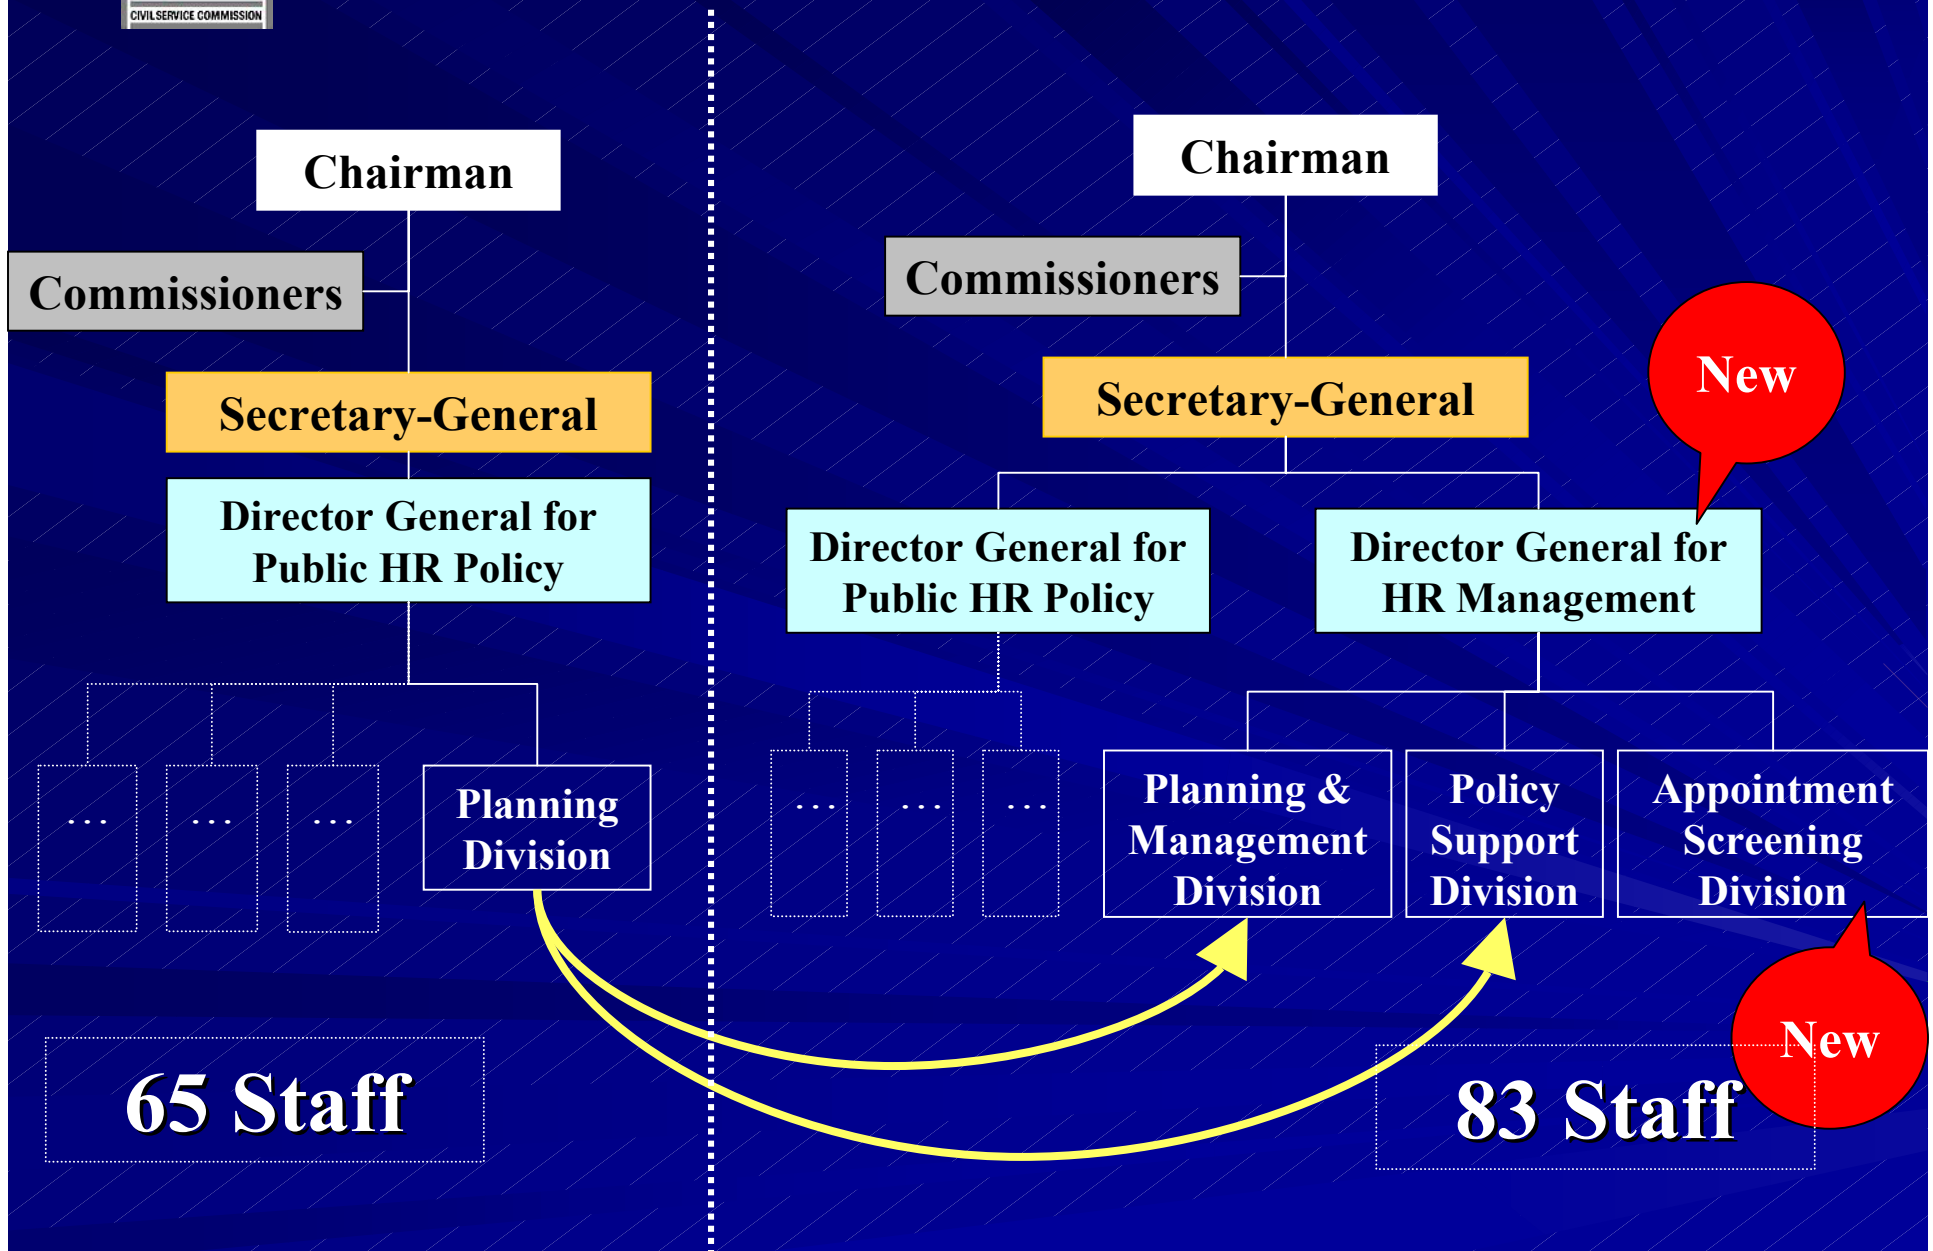 CIVIL SERVICE COMMISSION
Chairman
Commissioners
Secretary-General
Director General for
Public HR Policy
...
...
...
Planning
Division
65 Staff
Chairman
Commissioners
Secretary-General
New
Director General for
Public HR Policy
Director General for
HR Management
...
...
...
Planning &
Management
Division
Policy
Support
Division
Appointment
Screening
Division
New
83 Staff